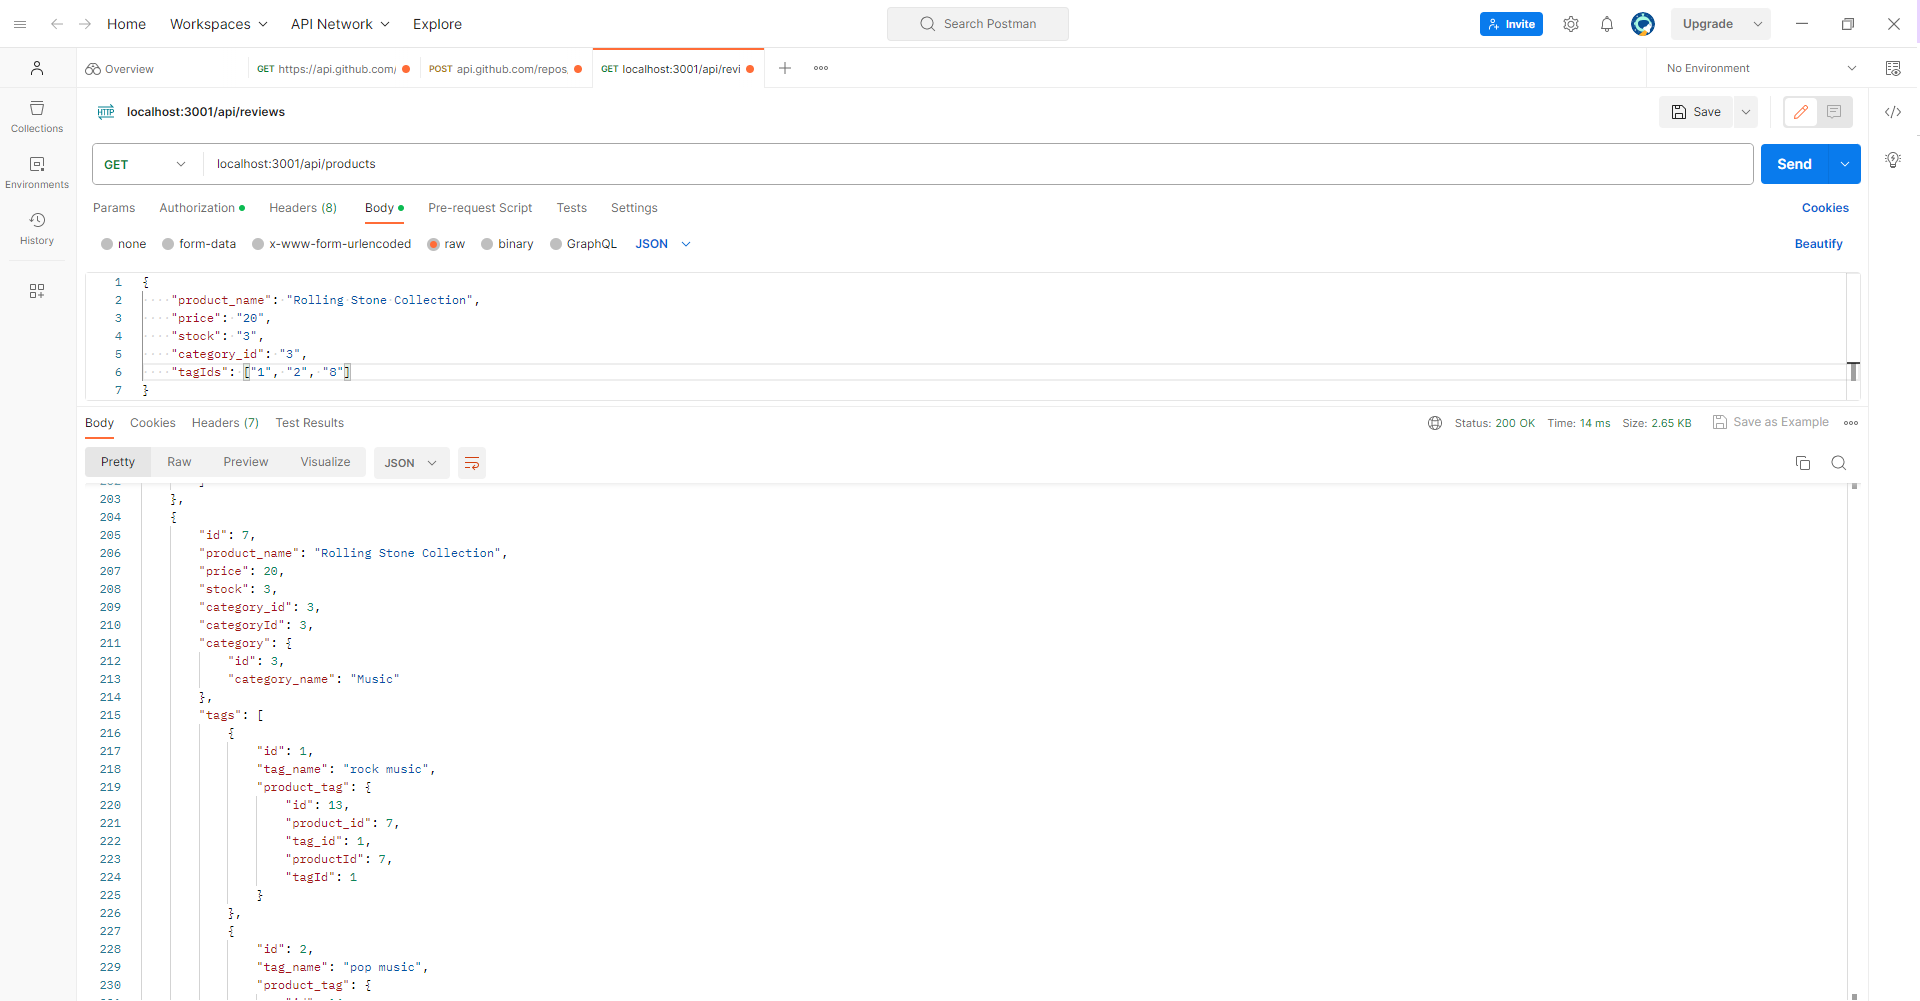 Home Workspaces API Network Explore Search Postman Invite Upgrade
Overview GET https://api.github.com/ POST api.github.com/repos, GET localhost:3001/api/revi No Environment
HTTP localhost:3001/api/reviews Save
Collections
Environments
History
GET localhost:3001/api/products Send
Params Authorization Headers (8) Body Pre-request Script Tests Settings Cookies
none form-data x-www-form-urlencoded raw binary GraphQL JSON Beautify
1 {
2 "product_name": "Rolling Stone Collection",
3 "price": "20",
4 "stock": "3",
5 "category_id": "3",
6 "tagIds": ["1", "2", "8"]
7 }
Body Cookies Headers (7) Test Results Status: 200 OK Time: 14 ms Size: 2.65 KB Save as Example
Pretty Raw Preview Visualize JSON
203 },
204 {
205 "id": 7,
206 "product_name": "Rolling Stone Collection",
207 "price": 20,
208 "stock": 3,
209 "category_id": 3,
210 "categoryId": 3,
211 "category": {
212 "id": 3,
213 "category_name": "Music"
214 },
215 "tags": [
216 {
217 "id": 1,
218 "tag_name": "rock music",
219 "product_tag": {
220 "id": 13,
221 "product_id": 7,
222 "tag_id": 1,
223 "productId": 7,
224 "tagId": 1
225 }
226 },
227 {
228 "id": 2,
229 "tag_name": "pop music",
230 "product_tag": {